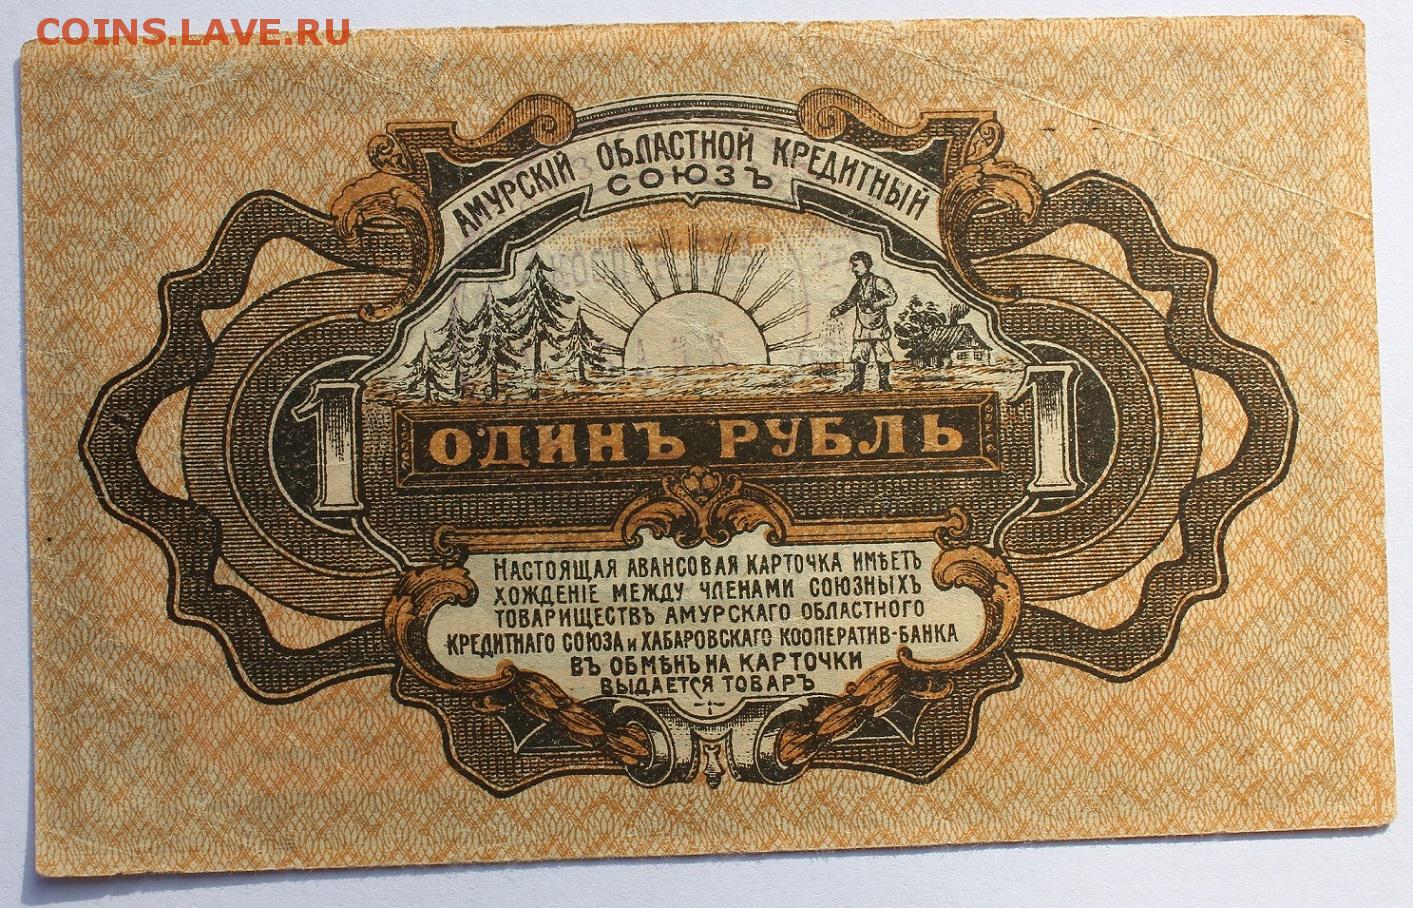 COINS.LAVE.RU
АМУРСКІЙ ОБЛАСТНОЙ КРЕДИТНЫЙ
СОЮЗЪ
1 1
ОДИНЪ РУБЛЬ
НАСТОЯЩАЯ АВАНСОВАЯ КАРТОЧКА ИМѢЕТЪ
ХОЖДЕНІЕ МЕЖДУ ЧЛЕНАМИ СОЮЗНЫХЪ
ТОВАРИЩЕСТВЪ АМУРСКАГО ОБЛАСТНОГО
КРЕДИТНАГО СОЮЗА И ХАБАРОВСКАГО КООПЕРАТИВ-БАНКА
ВЪ ОБМѢНЪ НА КАРТОЧКИ
ВЫДАЕТСЯ ТОВАРЪ